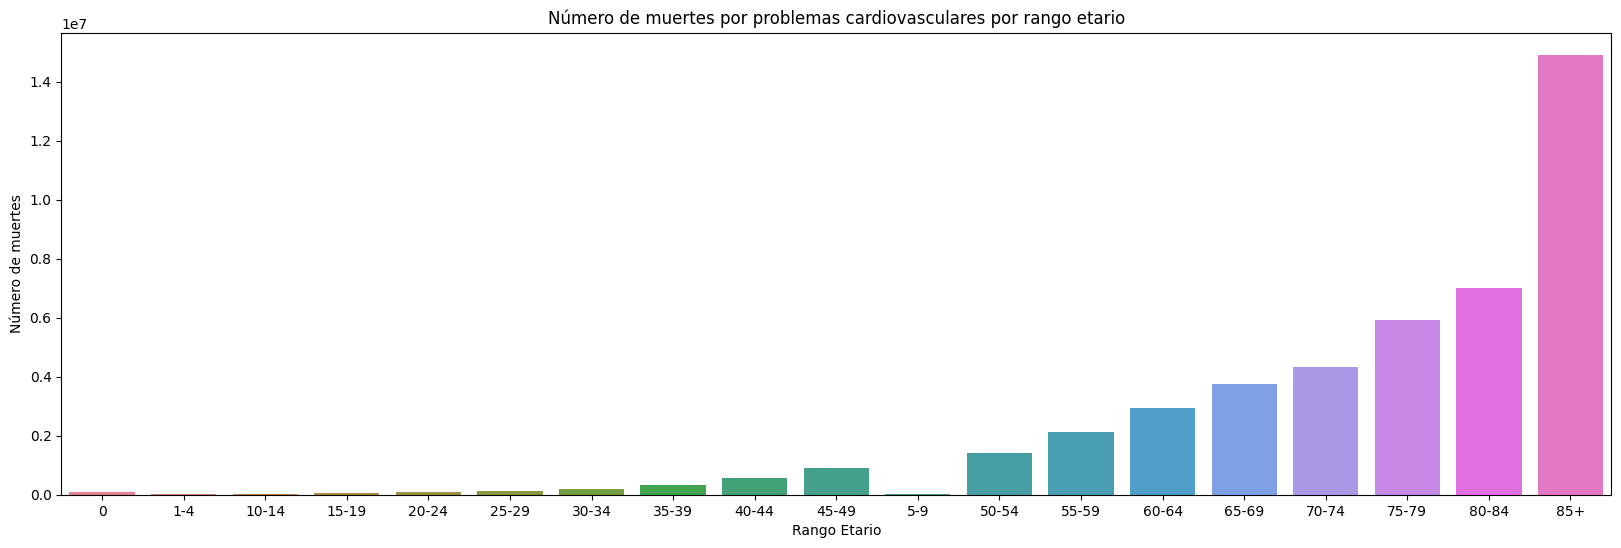 Número de muertes por problemas cardiovasculares por rango etario
1e7
1.4
1.2
1.0
0.8
0.6
0.4
0.2
0.0
Número de muertes
0 1-4 10-14 15-19 20-24 25-29 30-34 35-39 40-44 45-49 5-9 50-54 55-59 60-64 65-69 70-74 75-79 80-84 85+
Rango Etario